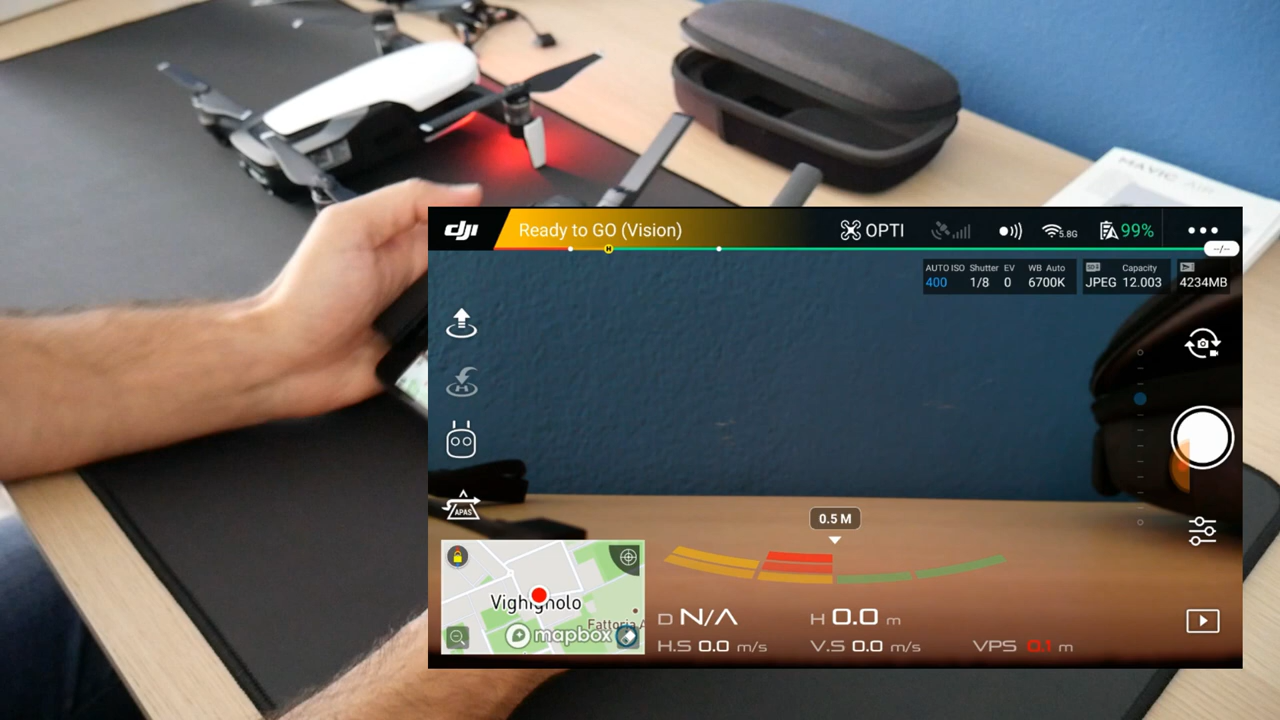 MAVIC AIR
dji Ready to GO (Vision) OPTI 5.8G 99%
H
--/--
AUTO ISO Shutter EV WB Auto Capacity
400 1/8 0 6700K JPEG 12.003 4234MB
H
APAS
0.5 M
Vighignolo
Fattoria
mapbox
D N/A H 0.0 m
H.S 0.0 m/s V.S 0.0 m/s VPS 0.1 m